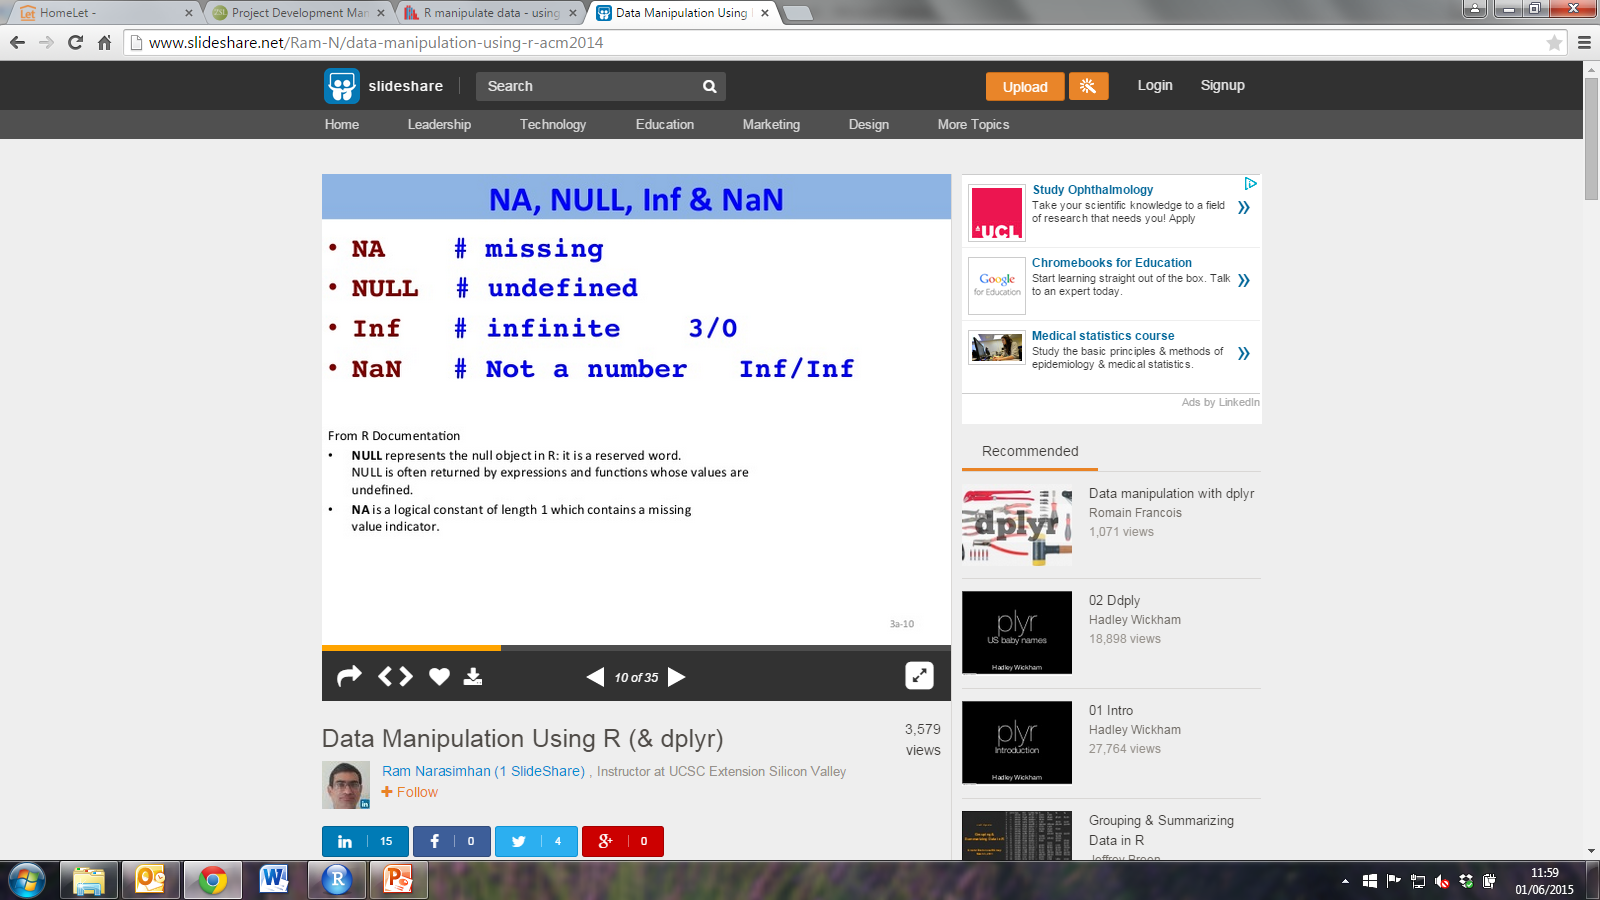 HomeLet -
Project Development Man
R manipulate data - using
Data Manipulation Using
www.slideshare.net/Ram-N/data-manipulation-using-r-acm2014
slideshare
Search
Upload
Login
Signup
Home
Leadership
Technology
Education
Marketing
Design
More Topics
NA, NULL, Inf & NaN
• NA # missing
• NULL # undefined
• Inf # infinite 3/0
• NaN # Not a number Inf/Inf
From R Documentation
• NULL represents the null object in R: it is a reserved word.
NULL is often returned by expressions and functions whose values are
undefined.
• NA is a logical constant of length 1 which contains a missing
value indicator.
3a-10
10 of 35
Data Manipulation Using R (& dplyr)
3,579
views
Ram Narasimhan (1 SlideShare) , Instructor at UCSC Extension Silicon Valley
+ Follow
in 15
f 0
4
g+ 0
UCL
Study Ophthalmology
Take your scientific knowledge to a field
of research that needs you! Apply
Google
for Education
Chromebooks for Education
Start learning straight out of the box. Talk
to an expert today.
Medical statistics course
Study the basic principles & methods of
epidemiology & medical statistics.
Ads by LinkedIn
Recommended
dplyr
Data manipulation with dplyr
Romain Francois
1,071 views
plyr
US baby names
Hadley Wickham
02 Ddply
Hadley Wickham
18,898 views
plyr
Introduction
Hadley Wickham
01 Intro
Hadley Wickham
27,764 views
Grouping & Summarizing
Data in R
Jeffrey Breen
11:59
01/06/2015